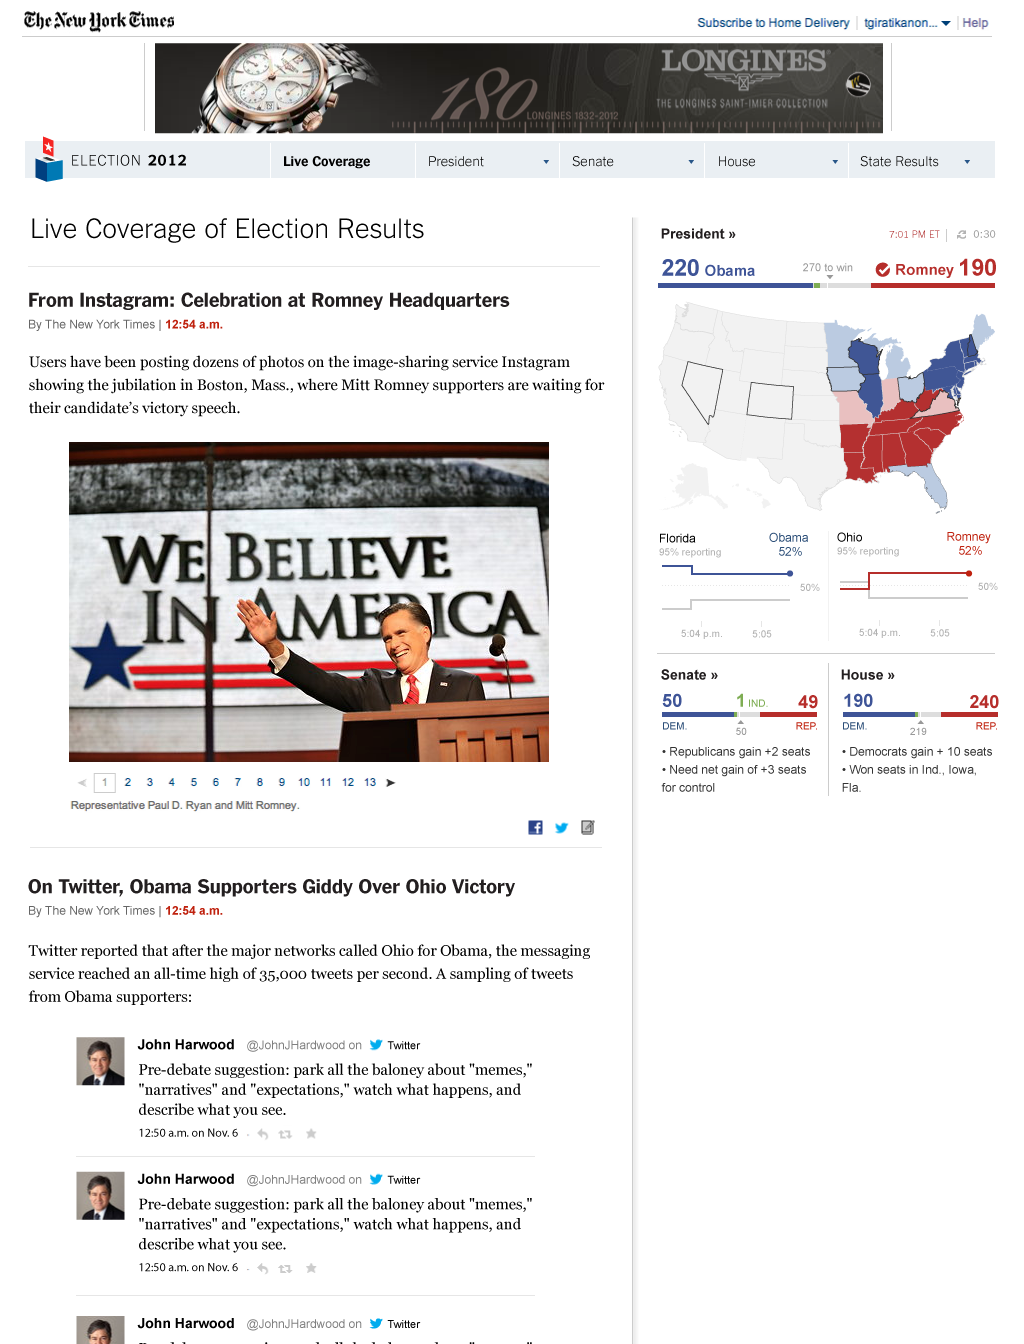 The New York Times
Subscribe to Home Delivery | tgiratikanon... | Help
LONGINES
180
LONGINES 1832-2012
THE LONGINES SAINT-IMIER COLLECTION
ELECTION 2012
Live Coverage
President
Senate
House
State Results
Live Coverage of Election Results
From Instagram: Celebration at Romney Headquarters
By The New York Times | 12:54 a.m.
Users have been posting dozens of photos on the image-sharing service Instagram
showing the jubilation in Boston, Mass., where Mitt Romney supporters are waiting for
their candidate's victory speech.
WE BELIEVE
IN AMERICA
1 2 3 4 5 6 7 8 9 10 11 12 13
Representative Paul D. Ryan and Mitt Romney.
On Twitter, Obama Supporters Giddy Over Ohio Victory
By The New York Times | 12:54 a.m.
Twitter reported that after the major networks called Ohio for Obama, the messaging
service reached an all-time high of 35,000 tweets per second. A sampling of tweets
from Obama supporters:
John Harwood @JohnJHardwood on Twitter
Pre-debate suggestion: park all the baloney about "memes,"
"narratives" and "expectations," watch what happens, and
describe what you see.
12:50 a.m. on Nov. 6
John Harwood @JohnJHardwood on Twitter
Pre-debate suggestion: park all the baloney about "memes,"
"narratives" and "expectations," watch what happens, and
describe what you see.
12:50 a.m. on Nov. 6
John Harwood @JohnJHardwood on Twitter
President »
7:01 PM ET | 0:30
220 Obama
270 to win
Romney 190
Florida
95% reporting
Obama
52%
50%
5:04 p.m.
5:05
Ohio
95% reporting
Romney
52%
50%
5:04 p.m.
5:05
Senate »
50
1 IND.
49
DEM.
50
REP.
• Republicans gain +2 seats
• Need net gain of +3 seats
for control
House »
190
240
DEM.
219
REP.
• Democrats gain + 10 seats
• Won seats in Ind., Iowa,
Fla.